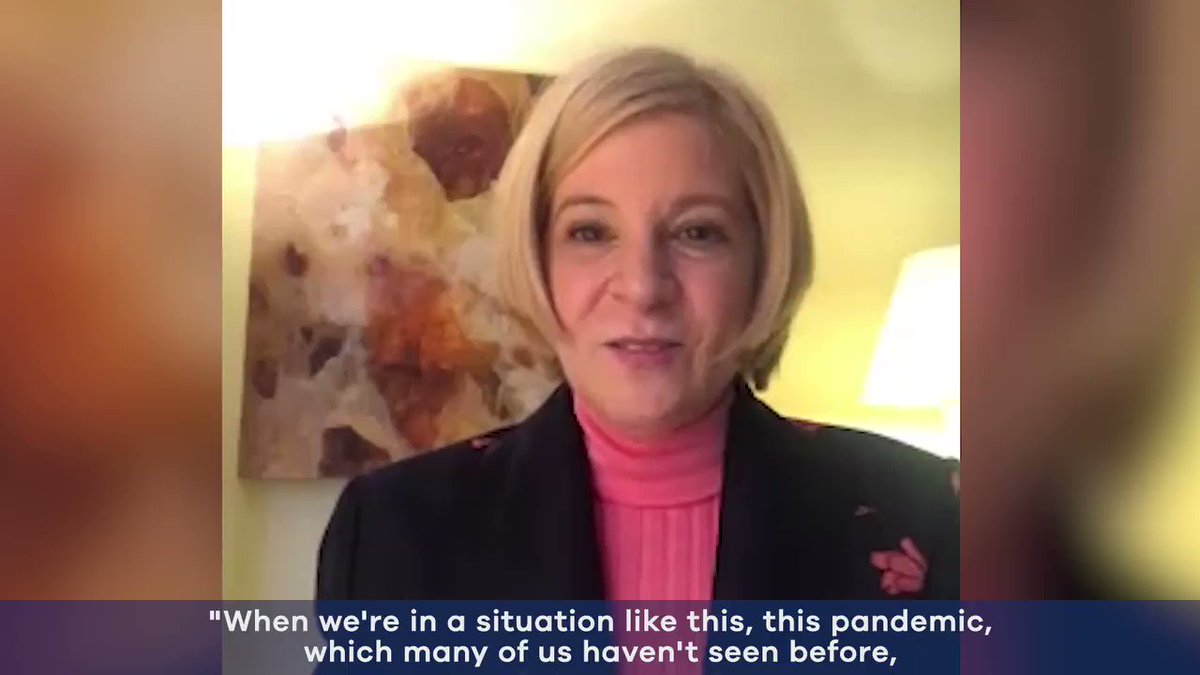 "When we're in a situation like this, this pandemic,
which many of us haven't seen before,